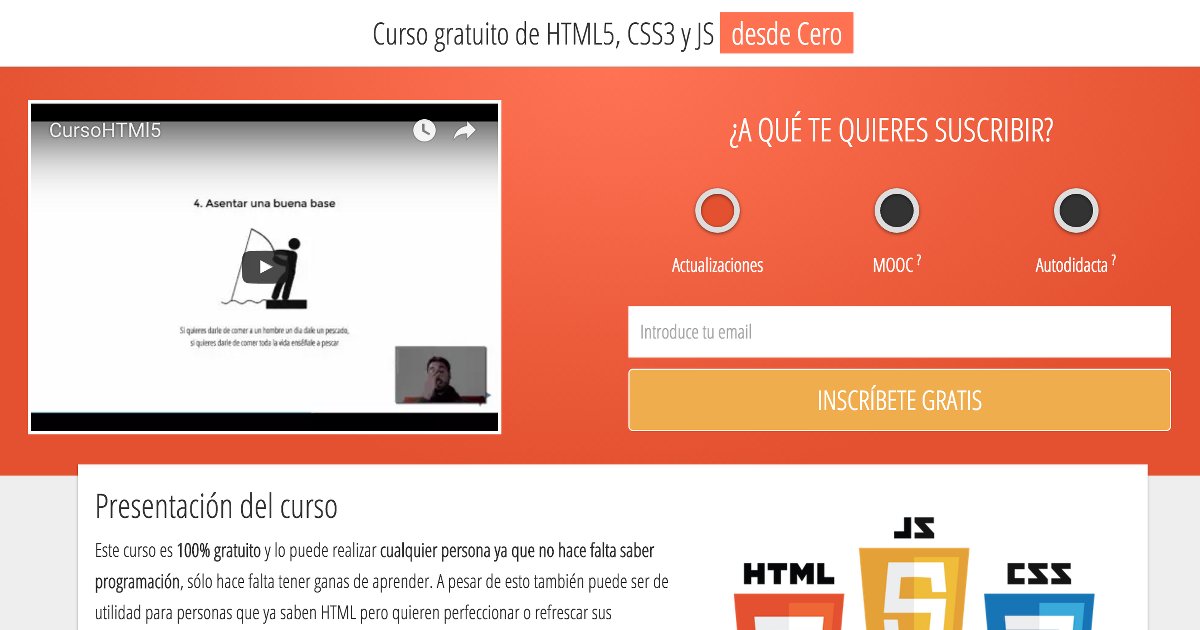 Curso gratuito de HTML5, CSS3 y JS desde Cero
CursoHTMl5
4. Asentar una buena base
Si quieres darle de comer a un hombre un dia dale un pescado,
si quieres darle de comer toda la vida enséñale a pescar
¿A QUÉ TE QUIERES SUSCRIBIR?
Actualizaciones
MOOC ?
Autodidacta ?
Introduce tu email
INSCRÍBETE GRATIS
Presentación del curso
Este curso es 100% gratuito y lo puede realizar cualquier persona ya que no hace falta saber
programación, sólo hace falta tener ganas de aprender. A pesar de esto también puede ser de
utilidad para personas que ya saben HTML pero quieren perfeccionar o refrescar sus
HTML
JS
5
CSS